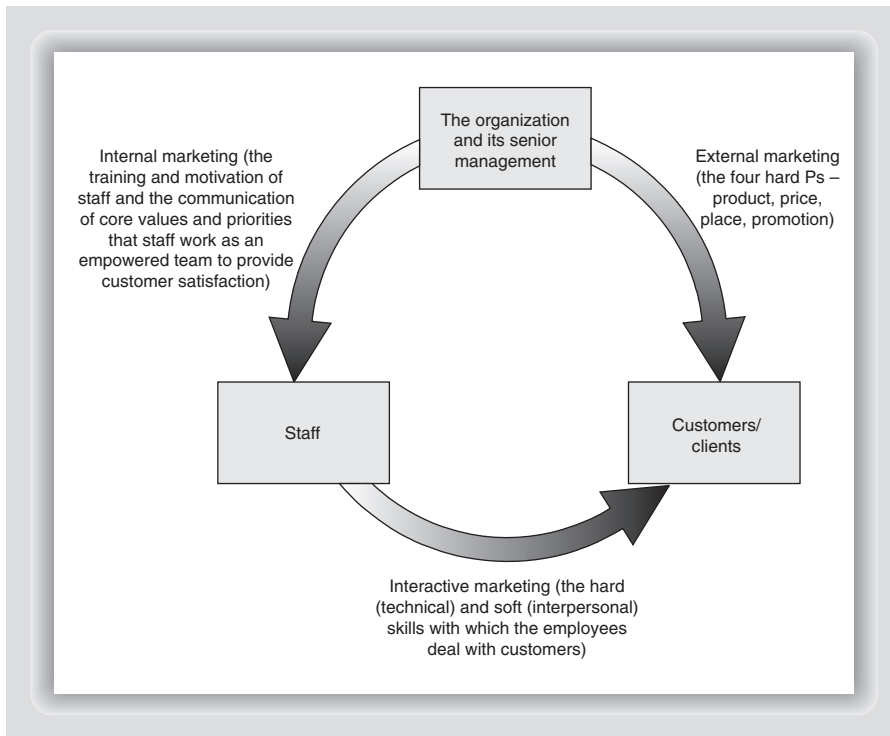 The organization
and its senior
management
Internal marketing (the
training and motivation of
staff and the communication
of core values and priorities
that staff work as an
empowered team to provide
customer satisfaction)
External marketing
(the four hard Ps –
product, price,
place, promotion)
Staff
Customers/
clients
Interactive marketing (the hard
(technical) and soft (interpersonal)
skills with which the employees
deal with customers)